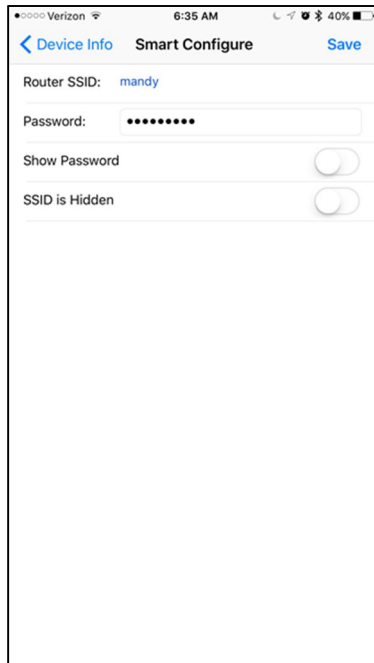 Verizon 6:35 AM 40%
Device Info Smart Configure Save
Router SSID: mandy
Password: •••••••••
Show Password
SSID is Hidden